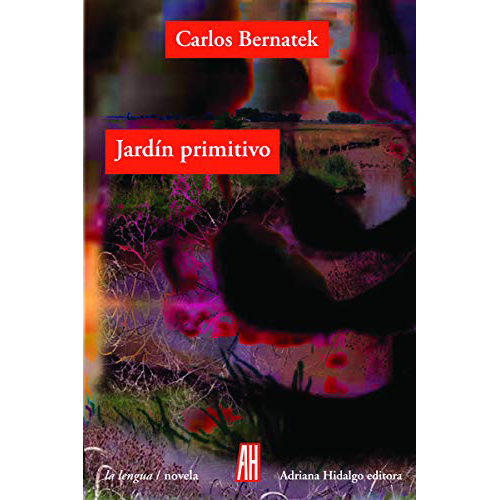 Carlos Bernatek
Jardín primitivo
la lengua / novela
AH
Adriana Hidalgo editora